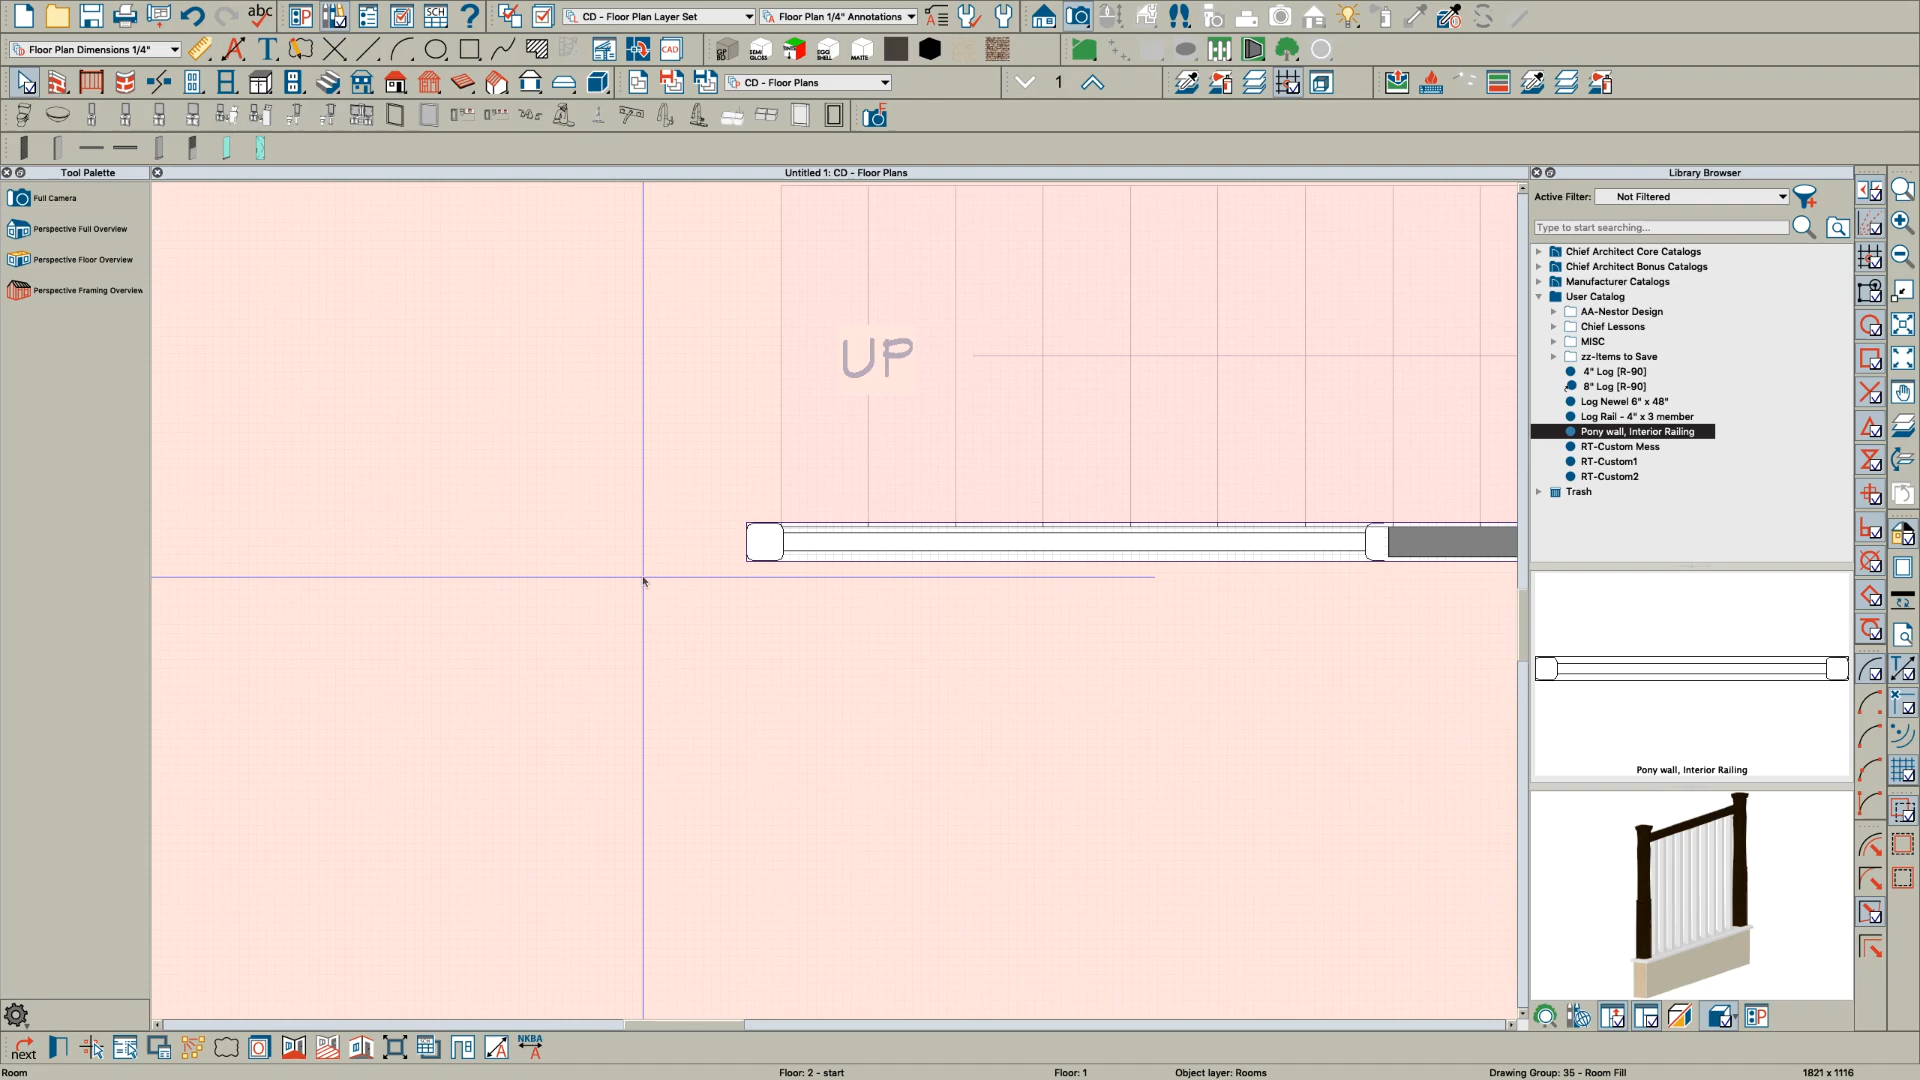 CD - Floor Plan Layer Set
Floor Plan 1/4" Annotations
Floor Plan Dimensions 1/4"
CAD
CD - Floor Plans
1
Tool Palette
Untitled 1: CD - Floor Plans
Library Browser
Full Camera
Perspective Full Overview
Perspective Floor Overview
Perspective Framing Overview
UP
Active Filter:
Not Filtered
Type to start searching...
Chief Architect Core Catalogs
Chief Architect Bonus Catalogs
Manufacturer Catalogs
User Catalog
AA-Nestor Design
Chief Lessons
MISC
zz-Items to Save
4" Log [R-90]
8" Log [R-90]
Log Newel 6" x 48"
Log Rail - 4" x 3 member
Pony wall, Interior Railing
RT-Custom Mess
RT-Custom1
RT-Custom2
Trash
Pony wall, Interior Railing
next
NKBA
Room
Floor: 2 - start
Floor: 1
Object layer: Rooms
Drawing Group: 35 - Room Fill
1821 x 1116